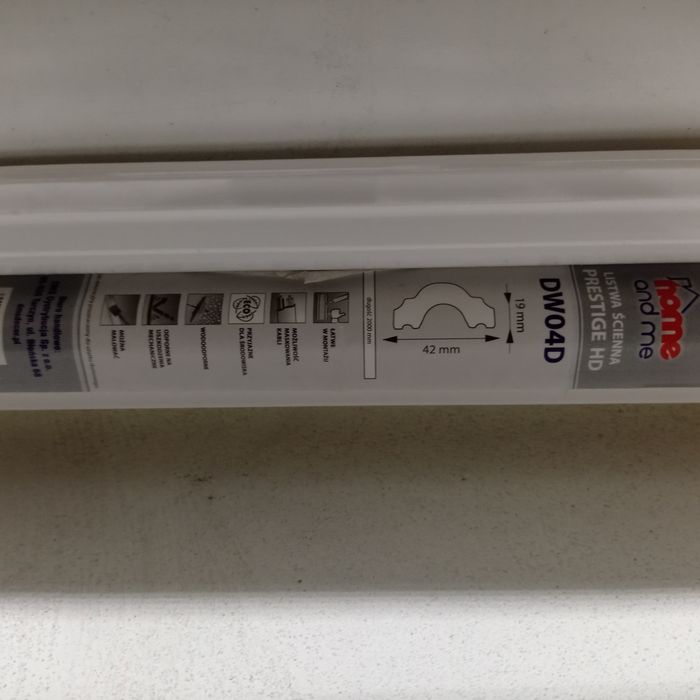 home
and me
LISTWA ŚCIENNA
PRESTIGE HD
DW04D
19 mm
42 mm
długość 2000 mm
ŁATWE
W MONTAŻU
MOŻLIWOŚĆ
MASKOWANIA
KABLI
eco
PRZYJAZNE
DLA ŚRODOWISKA
WODOODPORNE
ODPORNE NA
USZKODZENIA
MECHANICZNE
MOŻNA
MALOWAĆ